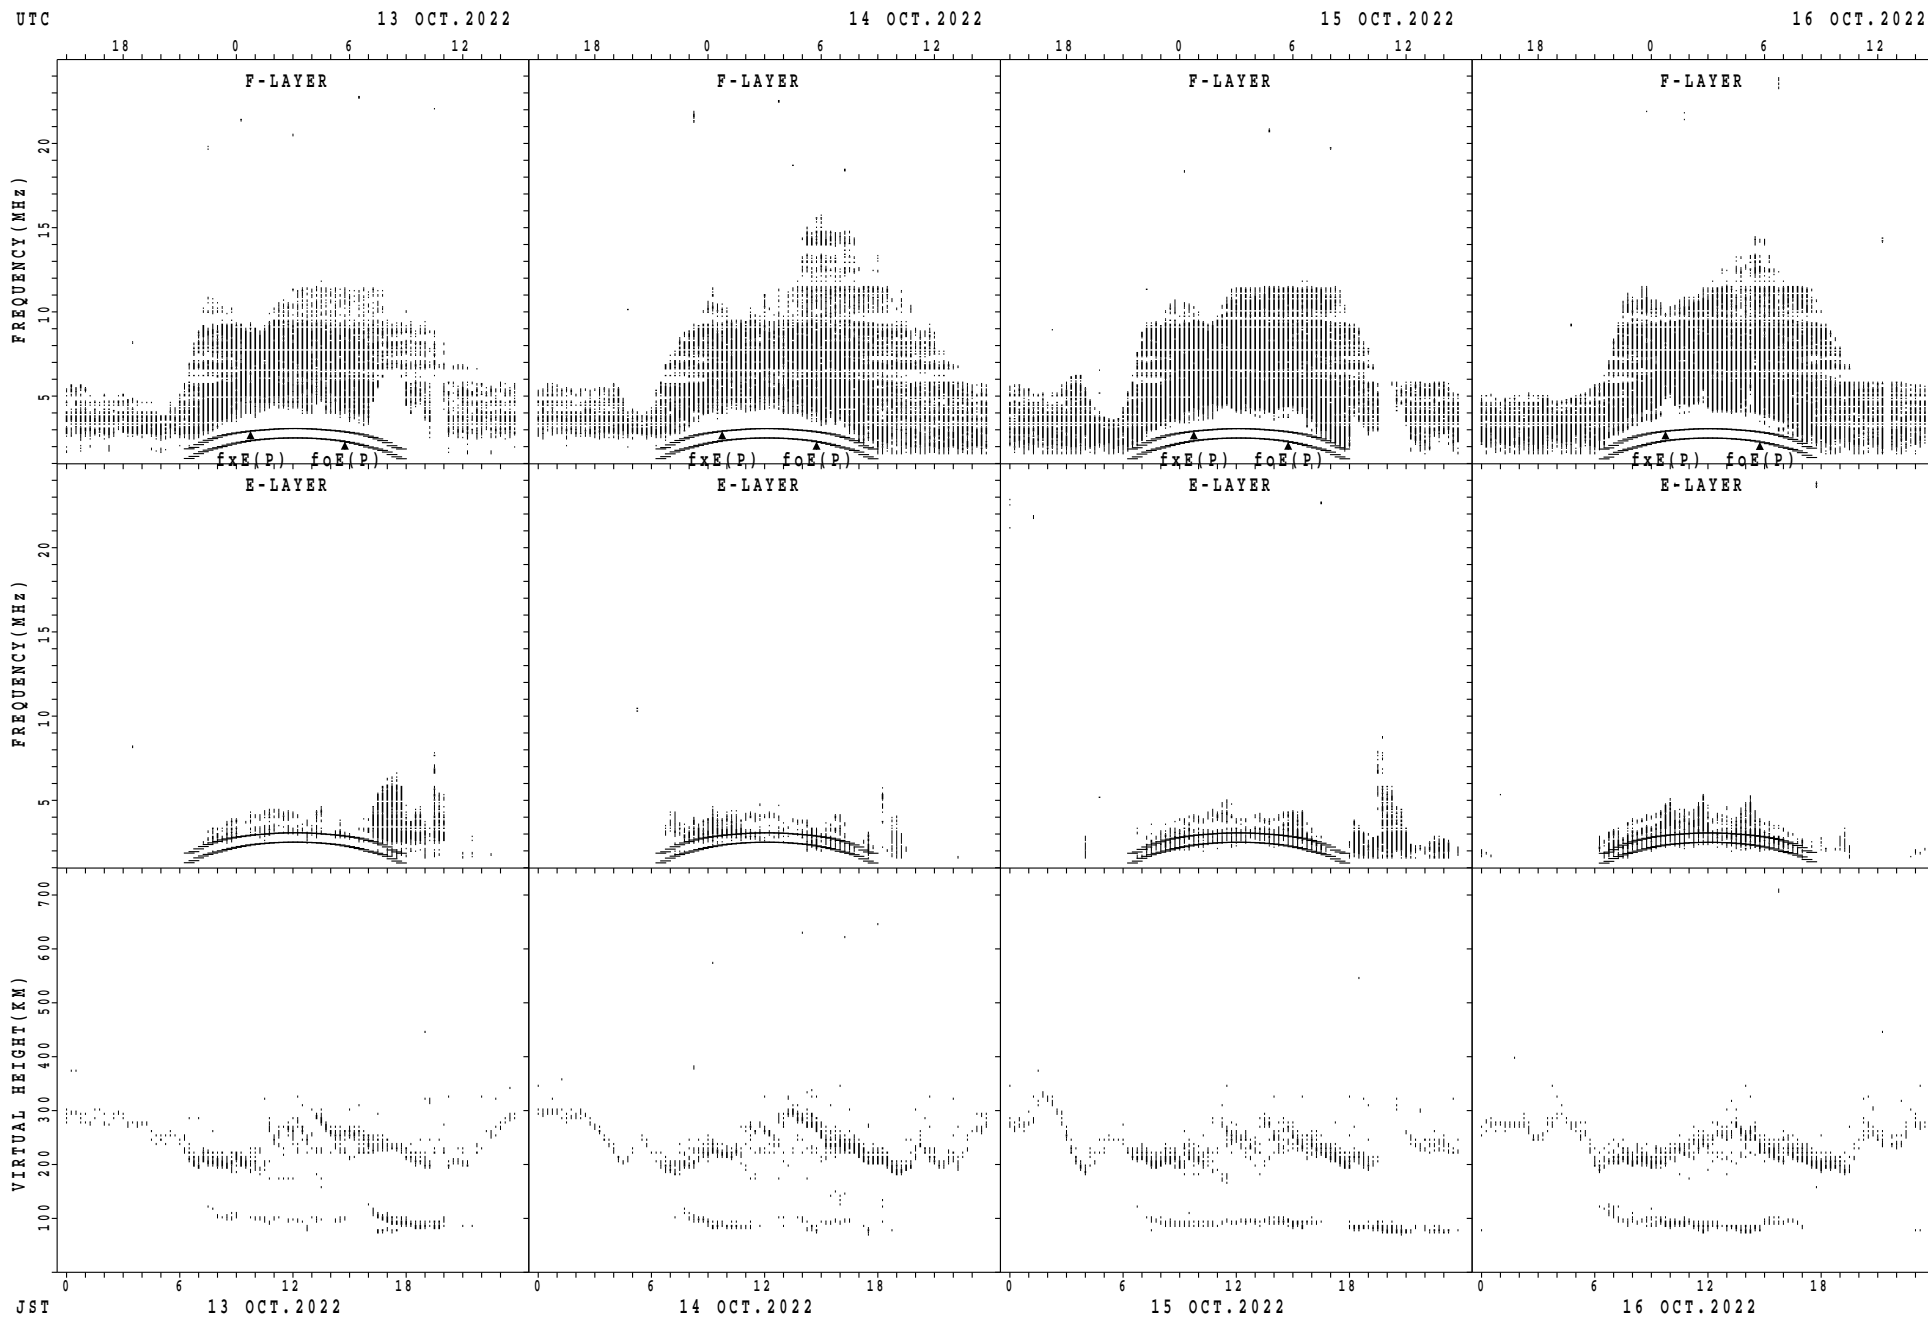 UTC 13 OCT.2022 14 OCT.2022 15 OCT.2022 16 OCT.2022
18 0 6 12 18 0 6 12 18 0 6 12 18 0 6 12
F-LAYER F-LAYER F-LAYER F-LAYER
FREQUENCY(MHz)
20
15
10
5
fxE(P) foE(P) fxE(P) foE(P) fxE(P) foE(P) fxE(P) foE(P)
E-LAYER E-LAYER E-LAYER E-LAYER
FREQUENCY(MHz)
20
15
10
5
VIRTUAL HEIGHT(KM)
700
600
500
400
300
200
100
0 6 12 18 0 6 12 18 0 6 12 18 0 6 12 18
JST 13 OCT.2022 14 OCT.2022 15 OCT.2022 16 OCT.2022